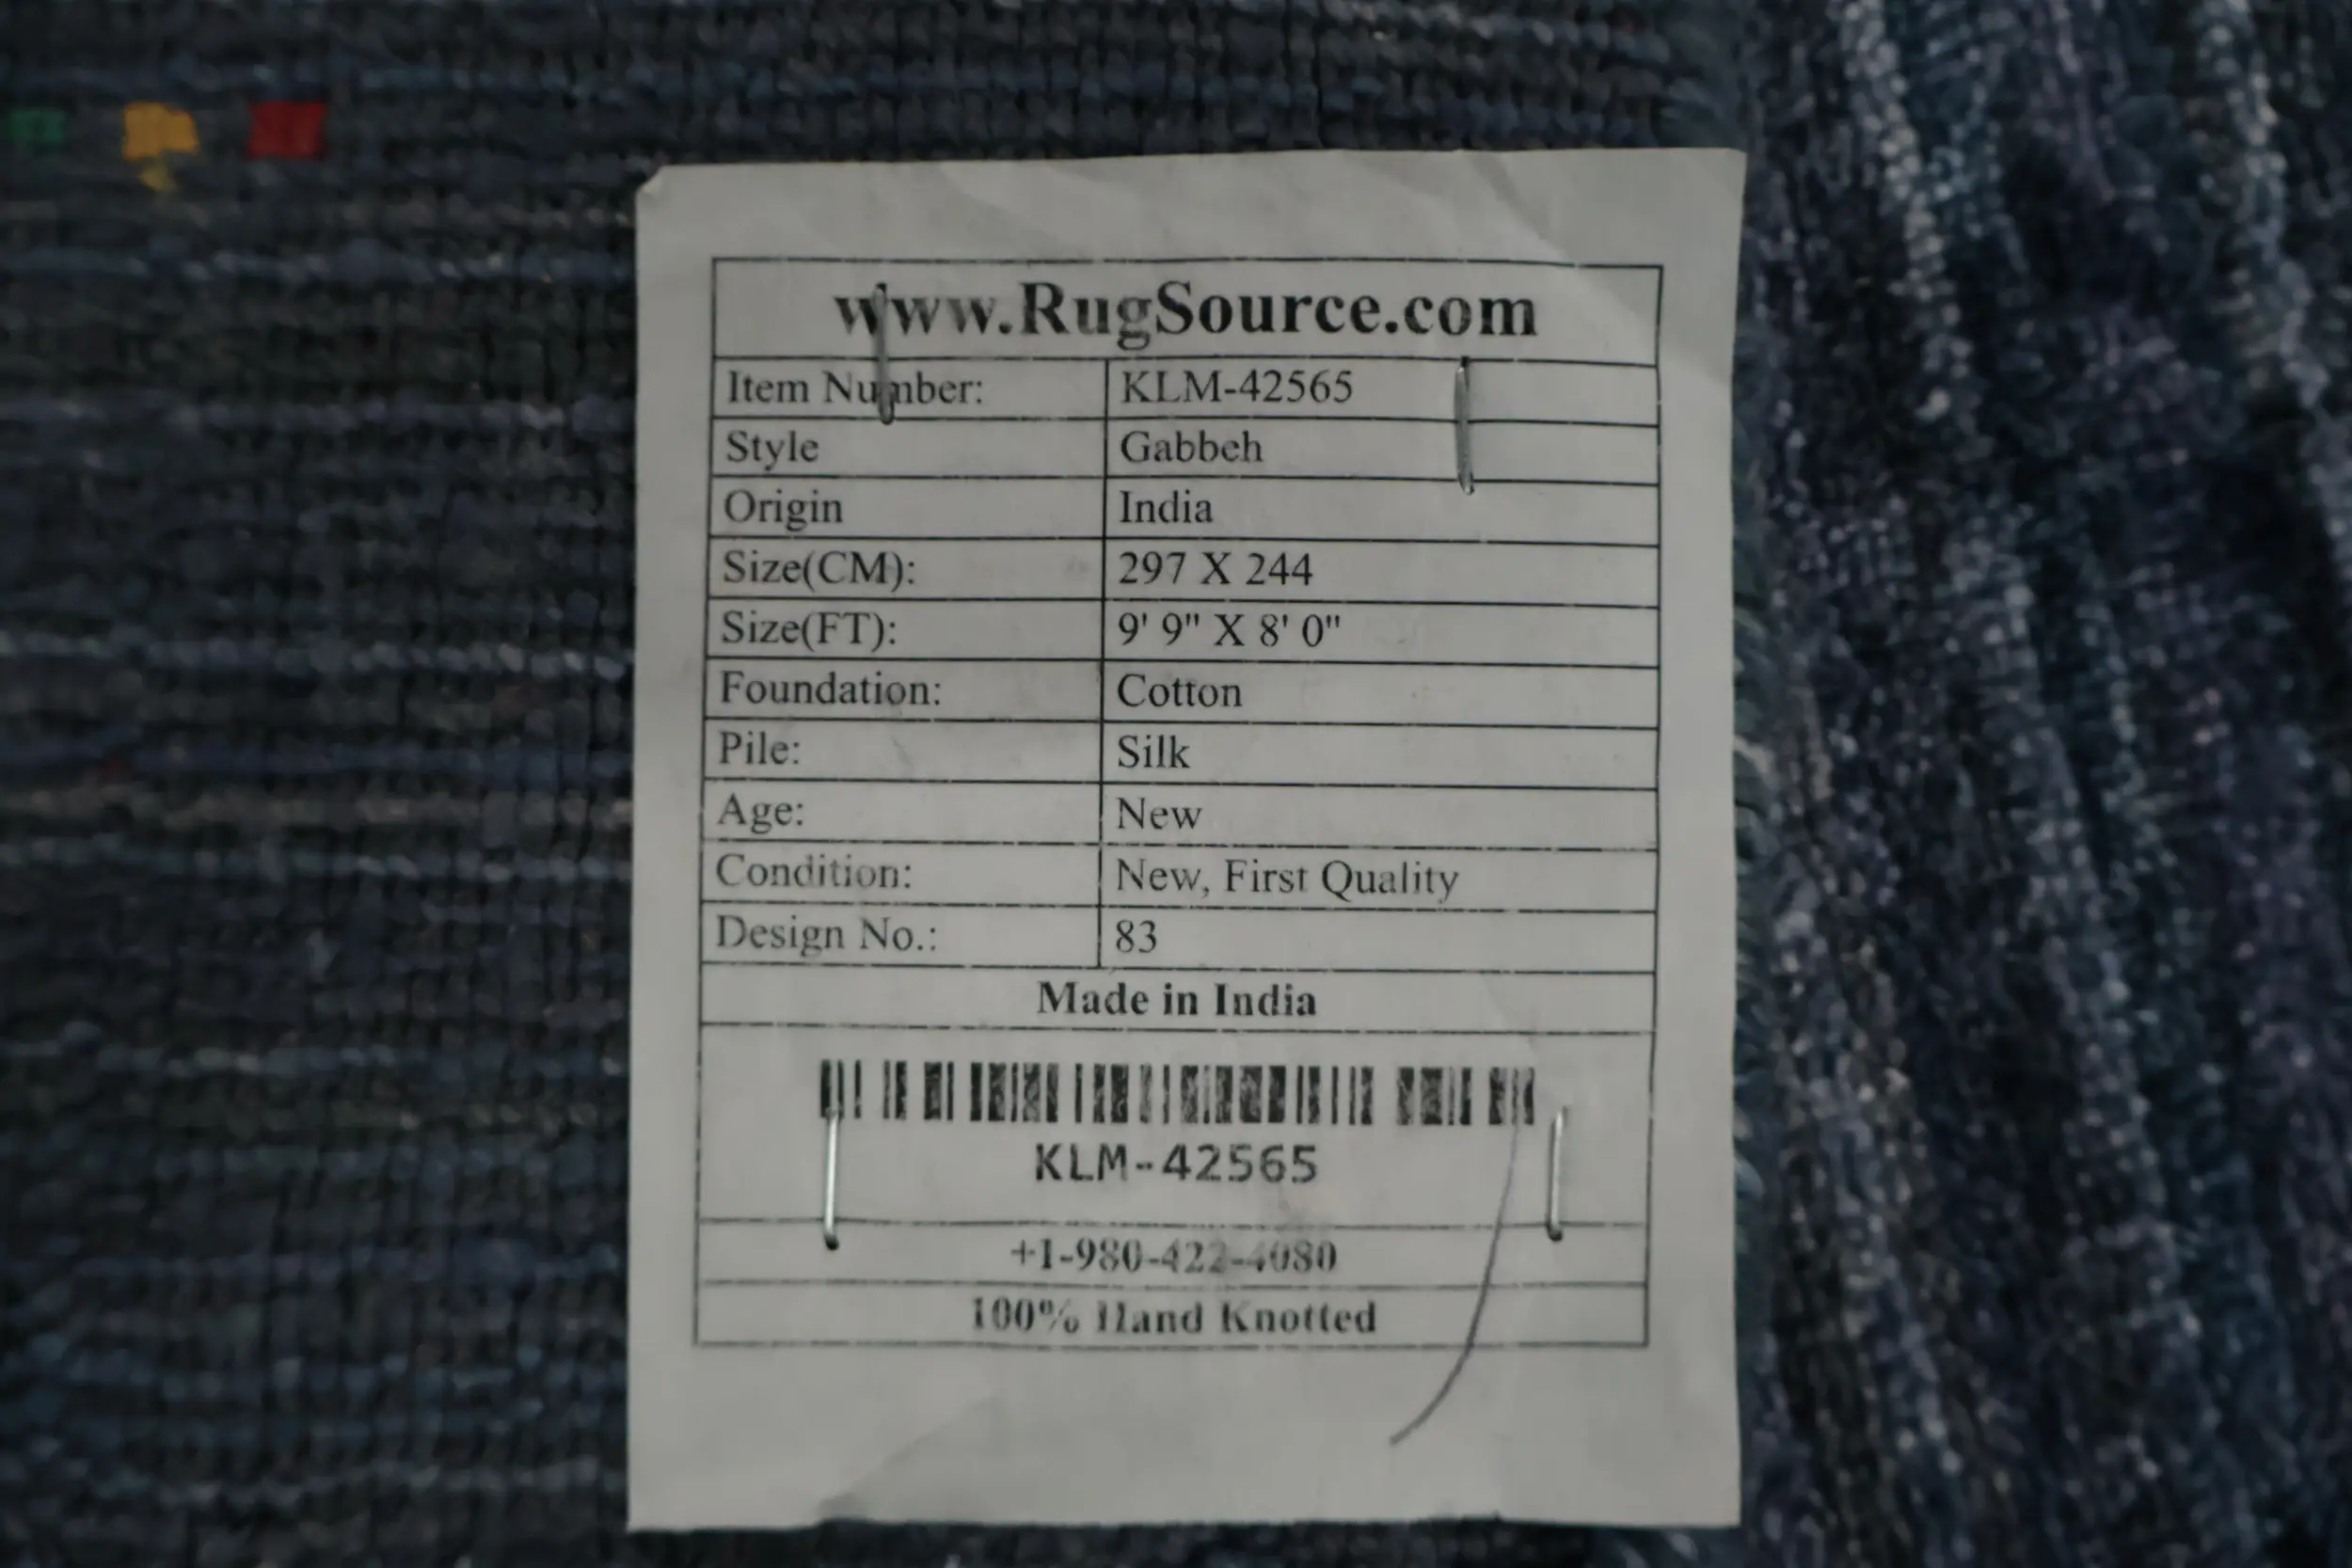 www.RugSource.com
Item Number: KLM-42565
Style Gabbeh
Origin India
Size(CM): 297 X 244
Size(FT): 9' 9" X 8' 0"
Foundation: Cotton
Pile: Silk
Age: New
Condition: New, First Quality
Design No.: 83
Made in India
KLM-42565
+1-980-422-4080
100% Hand Knotted